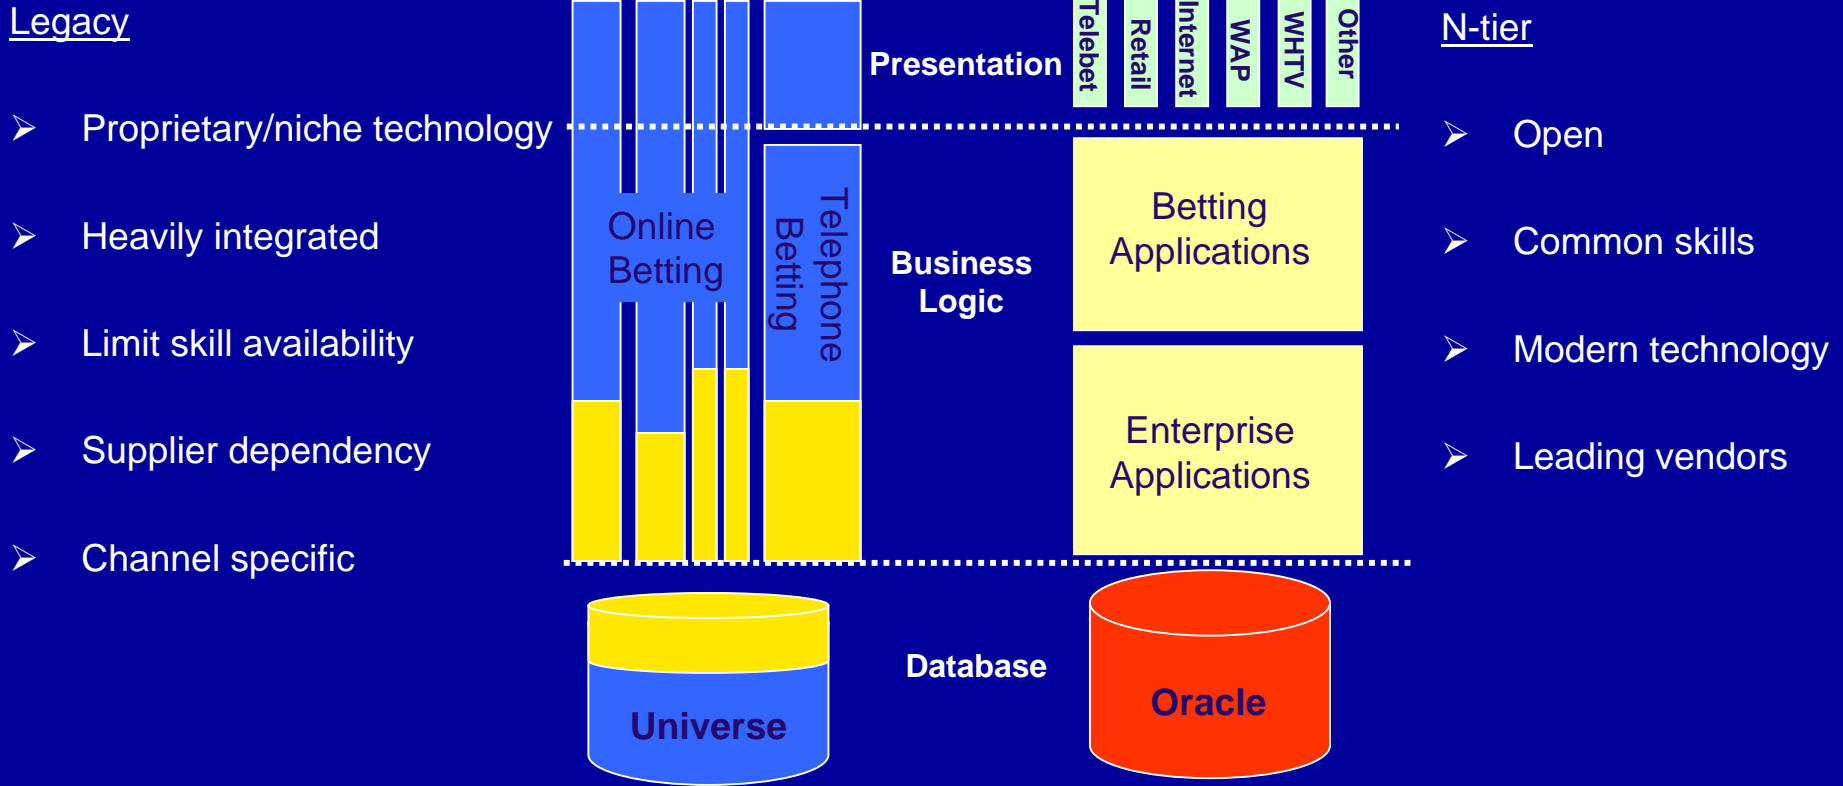 Legacy
Proprietary/niche technology
Heavily integrated
Limit skill availability
Supplier dependency
Channel specific
Online
Betting
Telephone
Betting
Universe
Presentation
Business
Logic
Database
Telebet
Retail
Internet
WAP
WHTV
Other
Betting
Applications
Enterprise
Applications
Oracle
N-tier
Open
Common skills
Modern technology
Leading vendors